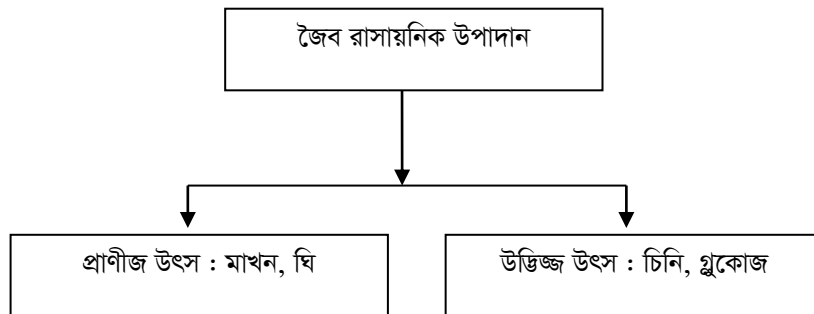 জৈব রাসায়নিক উপাদান
প্রাণীজ উৎস : মাখন, ঘি
উদ্ভিজ্জ উৎস : চিনি, গ্লুকোজ